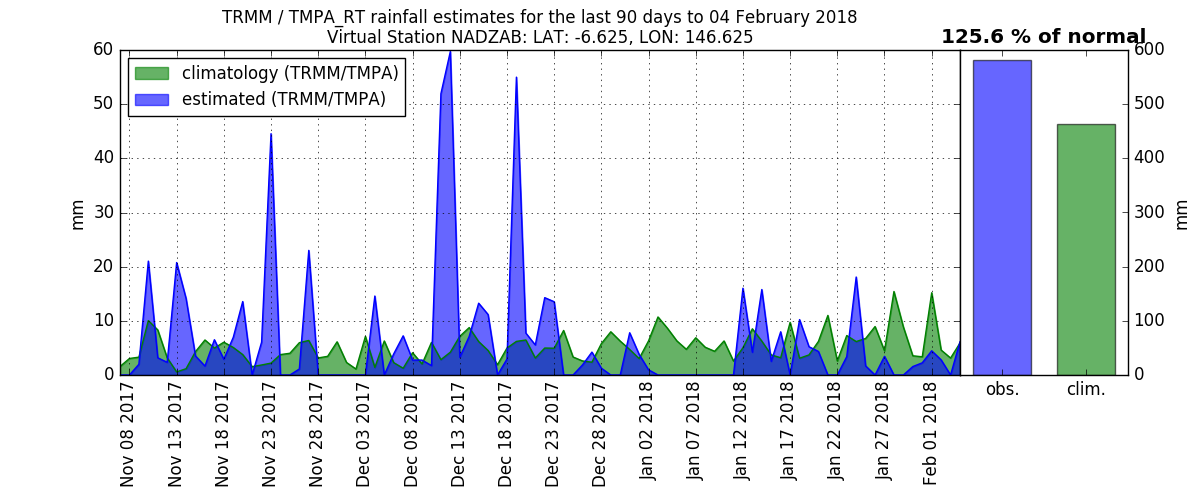 TRMM / TMPA_RT rainfall estimates for the last 90 days to 04 February 2018
Virtual Station NADZAB: LAT: -6.625, LON: 146.625
125.6 % of normal
climatology (TRMM/TMPA)
estimated (TRMM/TMPA)
60
50
40
30
20
10
0
mm
600
500
400
300
200
100
0
mm
Nov 08 2017
Nov 13 2017
Nov 18 2017
Nov 23 2017
Nov 28 2017
Dec 03 2017
Dec 08 2017
Dec 13 2017
Dec 18 2017
Dec 23 2017
Dec 28 2017
Jan 02 2018
Jan 07 2018
Jan 12 2018
Jan 17 2018
Jan 22 2018
Jan 27 2018
Feb 01 2018
obs.
clim.